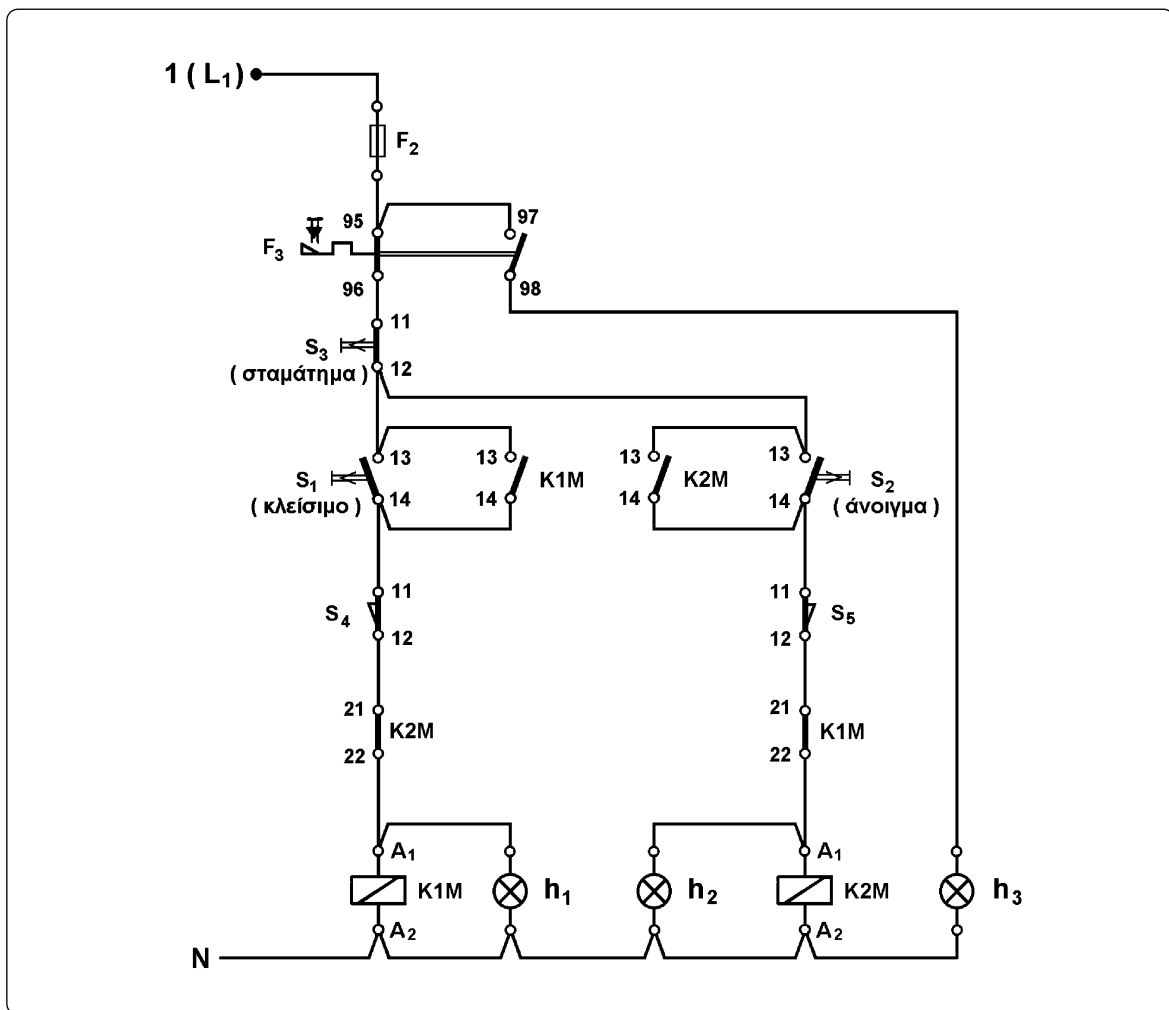 1 ( L1 )
F2
95 97
F3
96 98
11
S3
12
( σταμάτημα )
13 13 13 13
S1 K1M K2M S2
14 14 14 14
( κλείσιμο ) ( άνοιγμα )
11 11
S4 S5
12 12
21 21
K2M K1M
22 22
A1 A1
K1M h1 h2 K2M h3
A2 A2
N